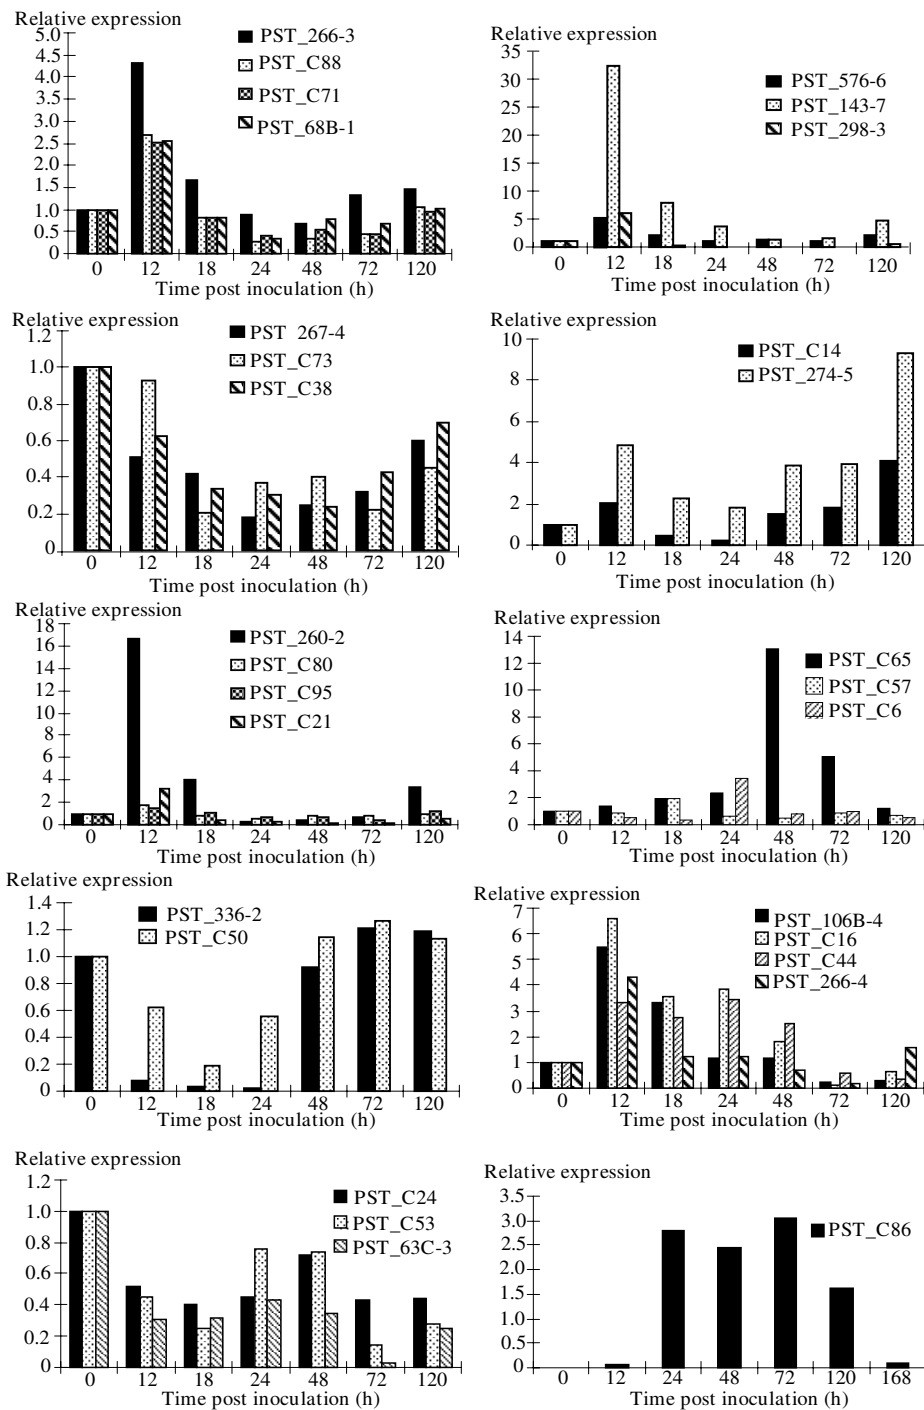 Relative expression
5.0
4.5
4.0
3.5
3.0
2.5
2.0
1.5
1.0
0.5
0
PST_266-3
PST_C88
PST_C71
PST_68B-1
0 12 18 24 48 72 120
Time post inoculation (h)
Relative expression
35
30
25
20
15
10
5
0
PST_576-6
PST_143-7
PST_298-3
0 12 18 24 48 72 120
Time post inoculation (h)
Relative expression
1.2
1.0
0.8
0.6
0.4
0.2
0
PST 267-4
PST_C73
PST_C38
0 12 18 24 48 72 120
Time post inoculation (h)
Relative expression
10
8
6
4
2
0
PST_C14
PST_274-5
0 12 18 24 48 72 120
Time post inoculation (h)
Relative expression
18
16
14
12
10
8
6
4
2
0
PST_260-2
PST_C80
PST_C95
PST_C21
0 12 18 24 48 72 120
Time post inoculation (h)
Relative expression
14
12
10
8
6
4
2
0
PST_C65
PST_C57
PST_C6
0 12 18 24 48 72 120
Time post inoculation (h)
Relative expression
1.4
1.2
1.0
0.8
0.6
0.4
0.2
0
PST_336-2
PST_C50
0 12 18 24 48 72 120
Time post inoculation (h)
Relative expression
7
6
5
4
3
2
1
0
PST_106B-4
PST_C16
PST_C44
PST_266-4
0 12 18 24 48 72 120
Time post inoculation (h)
Relative expression
1.2
1.0
0.8
0.6
0.4
0.2
0
PST_C24
PST_C53
PST_63C-3
0 12 18 24 48 72 120
Time post inoculation (h)
Relative expression
3.5
3.0
2.5
2.0
1.5
1.0
0.5
0
PST_C86
0 12 24 48 72 120 168
Time post inoculation (h)